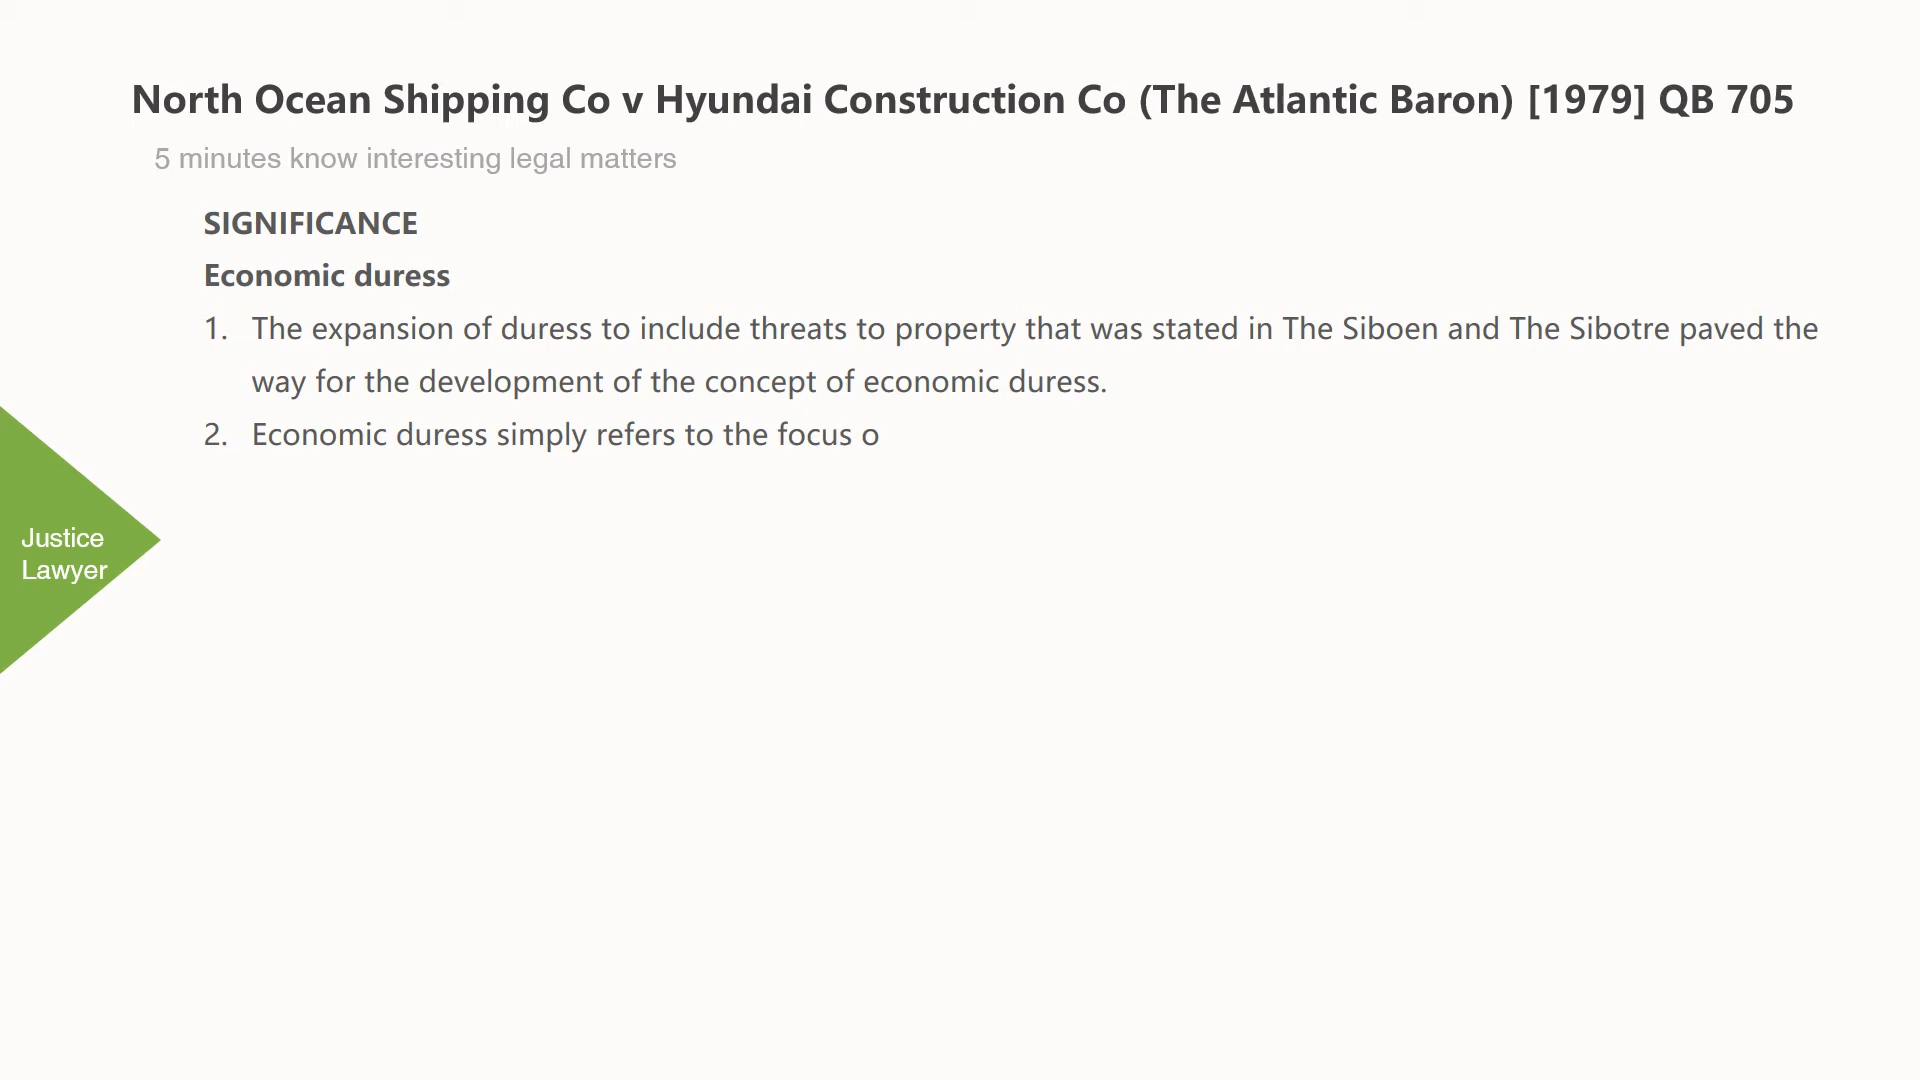 North Ocean Shipping Co v Hyundai Construction Co (The Atlantic Baron) [1979] QB 705
5 minutes know interesting legal matters
SIGNIFICANCE
Economic duress
1. The expansion of duress to include threats to property that was stated in The Siboen and The Sibotre paved the
way for the development of the concept of economic duress.
2. Economic duress simply refers to the focus o
Justice
Lawyer